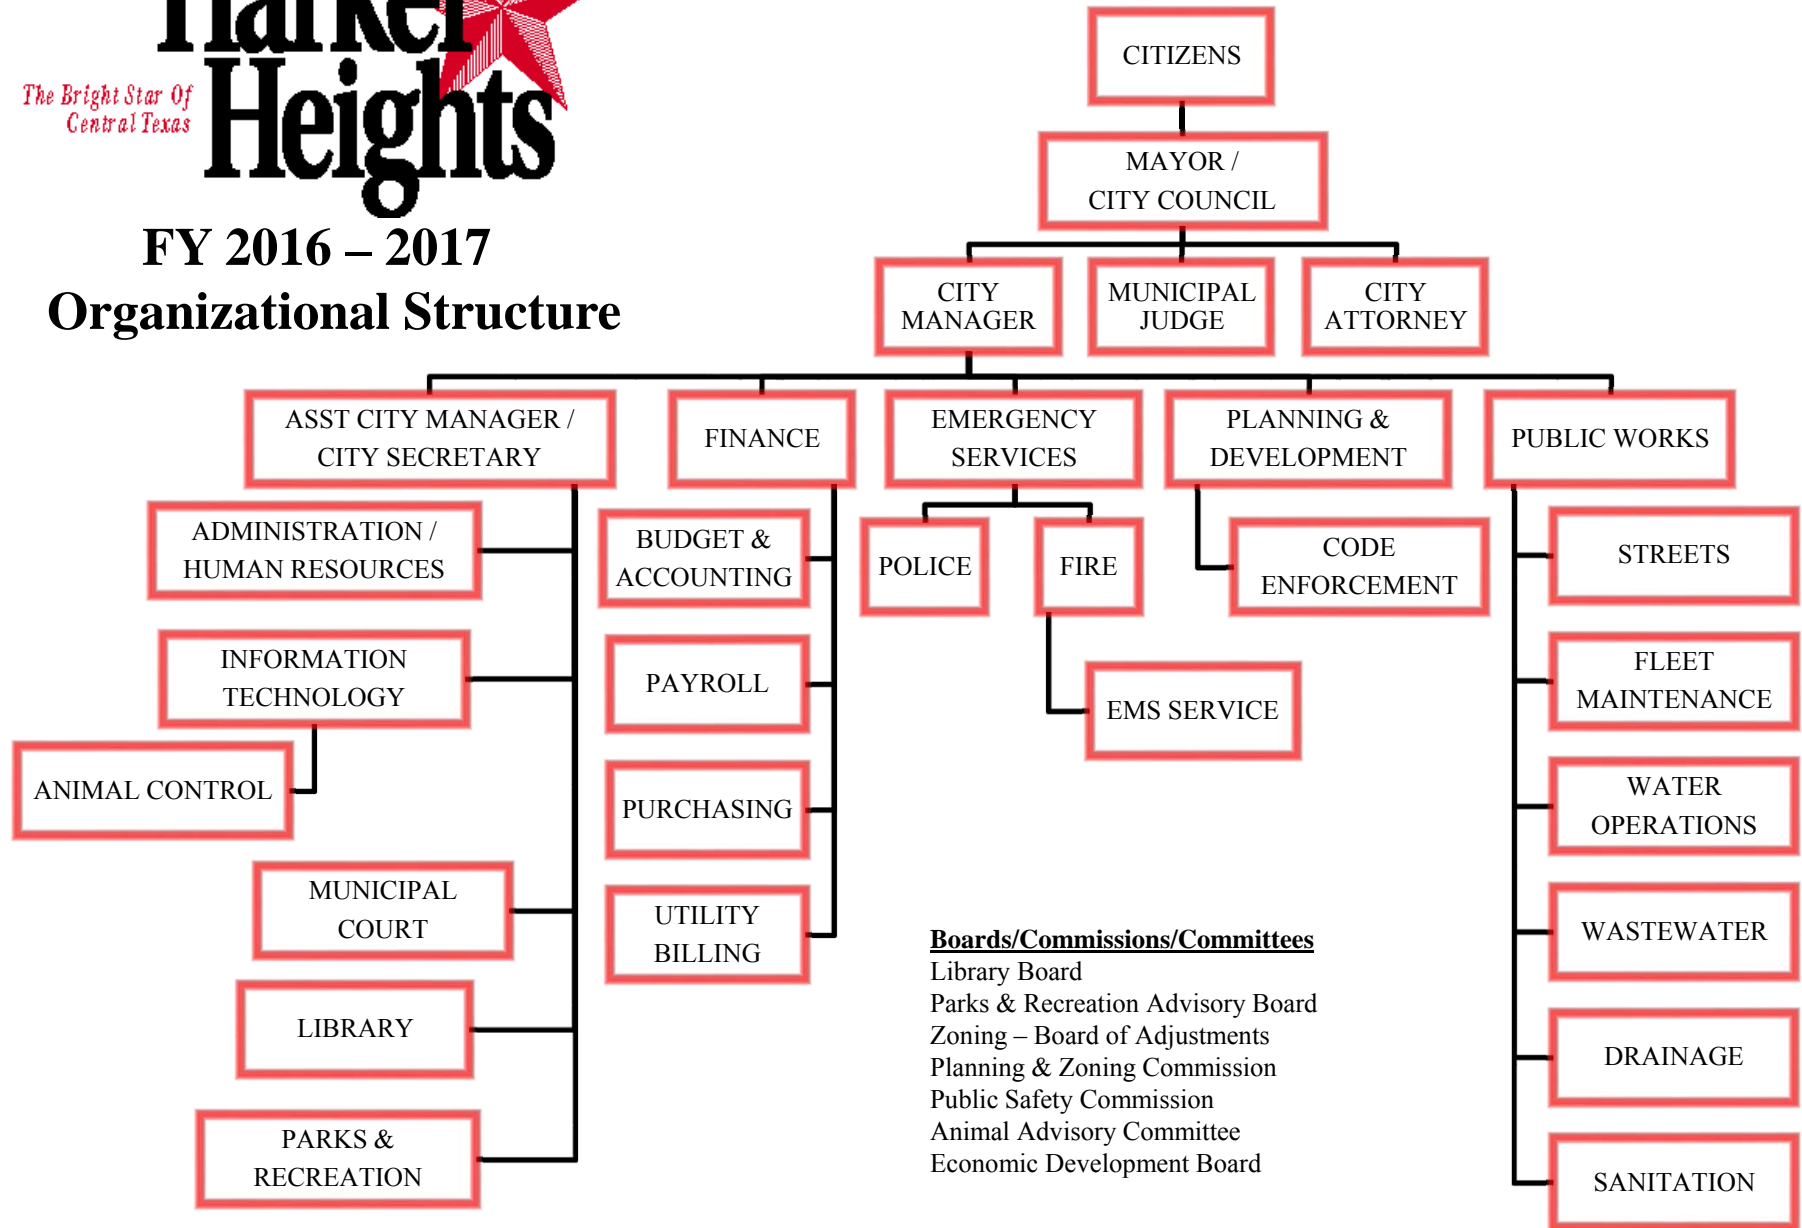 Harker
Heights
The Bright Star Of
Central Texas
FY 2016 – 2017
Organizational Structure
CITIZENS
MAYOR /
CITY COUNCIL
CITY
MANAGER
MUNICIPAL
JUDGE
CITY
ATTORNEY
ASST CITY MANAGER /
CITY SECRETARY
FINANCE
EMERGENCY
SERVICES
PLANNING &
DEVELOPMENT
PUBLIC WORKS
ADMINISTRATION /
HUMAN RESOURCES
INFORMATION
TECHNOLOGY
ANIMAL CONTROL
MUNICIPAL
COURT
LIBRARY
PARKS &
RECREATION
BUDGET &
ACCOUNTING
PAYROLL
PURCHASING
UTILITY
BILLING
POLICE
FIRE
EMS SERVICE
CODE
ENFORCEMENT
STREETS
FLEET
MAINTENANCE
WATER
OPERATIONS
WASTEWATER
DRAINAGE
SANITATION
Boards/Commissions/Committees
Library Board
Parks & Recreation Advisory Board
Zoning – Board of Adjustments
Planning & Zoning Commission
Public Safety Commission
Animal Advisory Committee
Economic Development Board